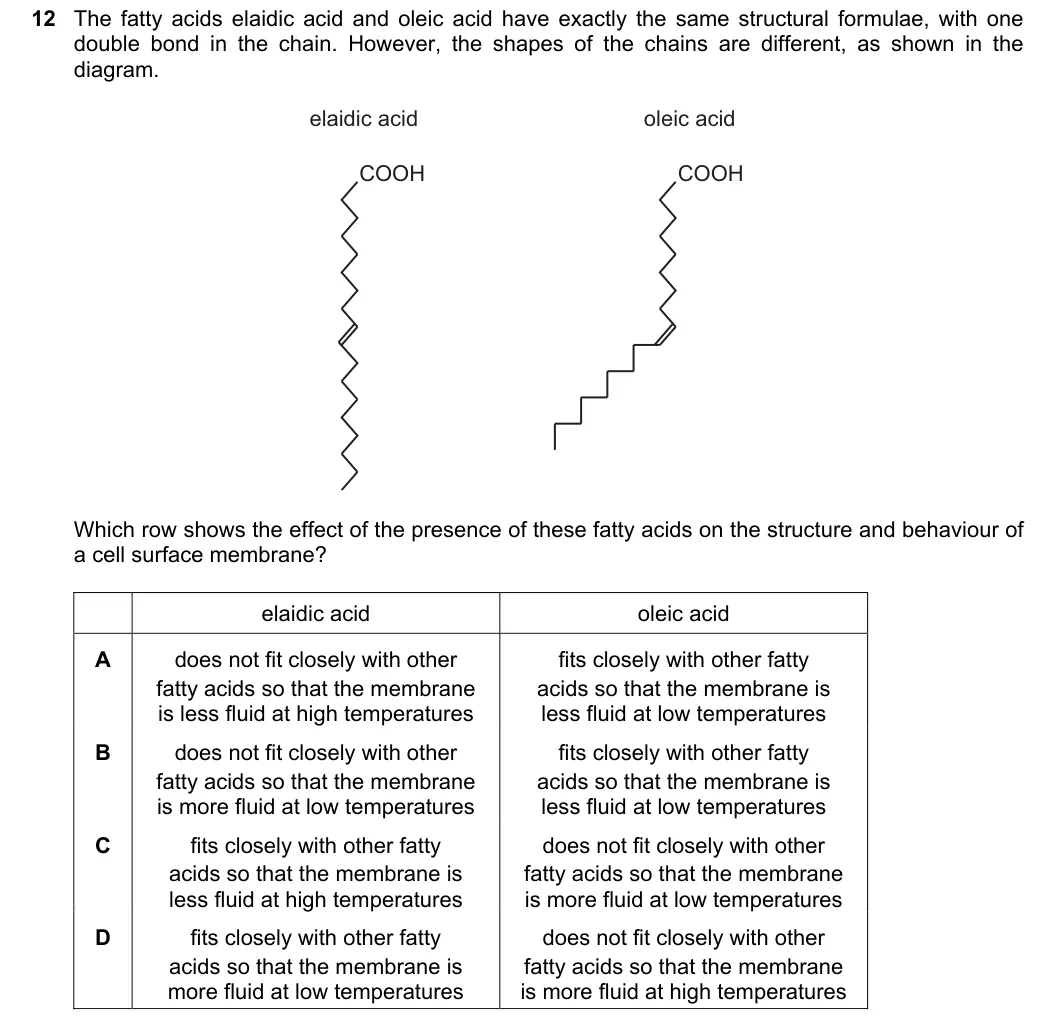 12 The fatty acids elaidic acid and oleic acid have exactly the same structural formulae, with one
double bond in the chain. However, the shapes of the chains are different, as shown in the
diagram.
elaidic acid
oleic acid
COOH
COOH
Which row shows the effect of the presence of these fatty acids on the structure and behaviour of
a cell surface membrane?
elaidic acid
oleic acid
A
does not fit closely with other
fatty acids so that the membrane
is less fluid at high temperatures
fits closely with other fatty
acids so that the membrane is
less fluid at low temperatures
B
does not fit closely with other
fatty acids so that the membrane
is more fluid at low temperatures
fits closely with other fatty
acids so that the membrane is
less fluid at low temperatures
C
fits closely with other fatty
acids so that the membrane is
less fluid at high temperatures
does not fit closely with other
fatty acids so that the membrane
is more fluid at low temperatures
D
fits closely with other fatty
acids so that the membrane is
more fluid at low temperatures
does not fit closely with other
fatty acids so that the membrane
is more fluid at high temperatures